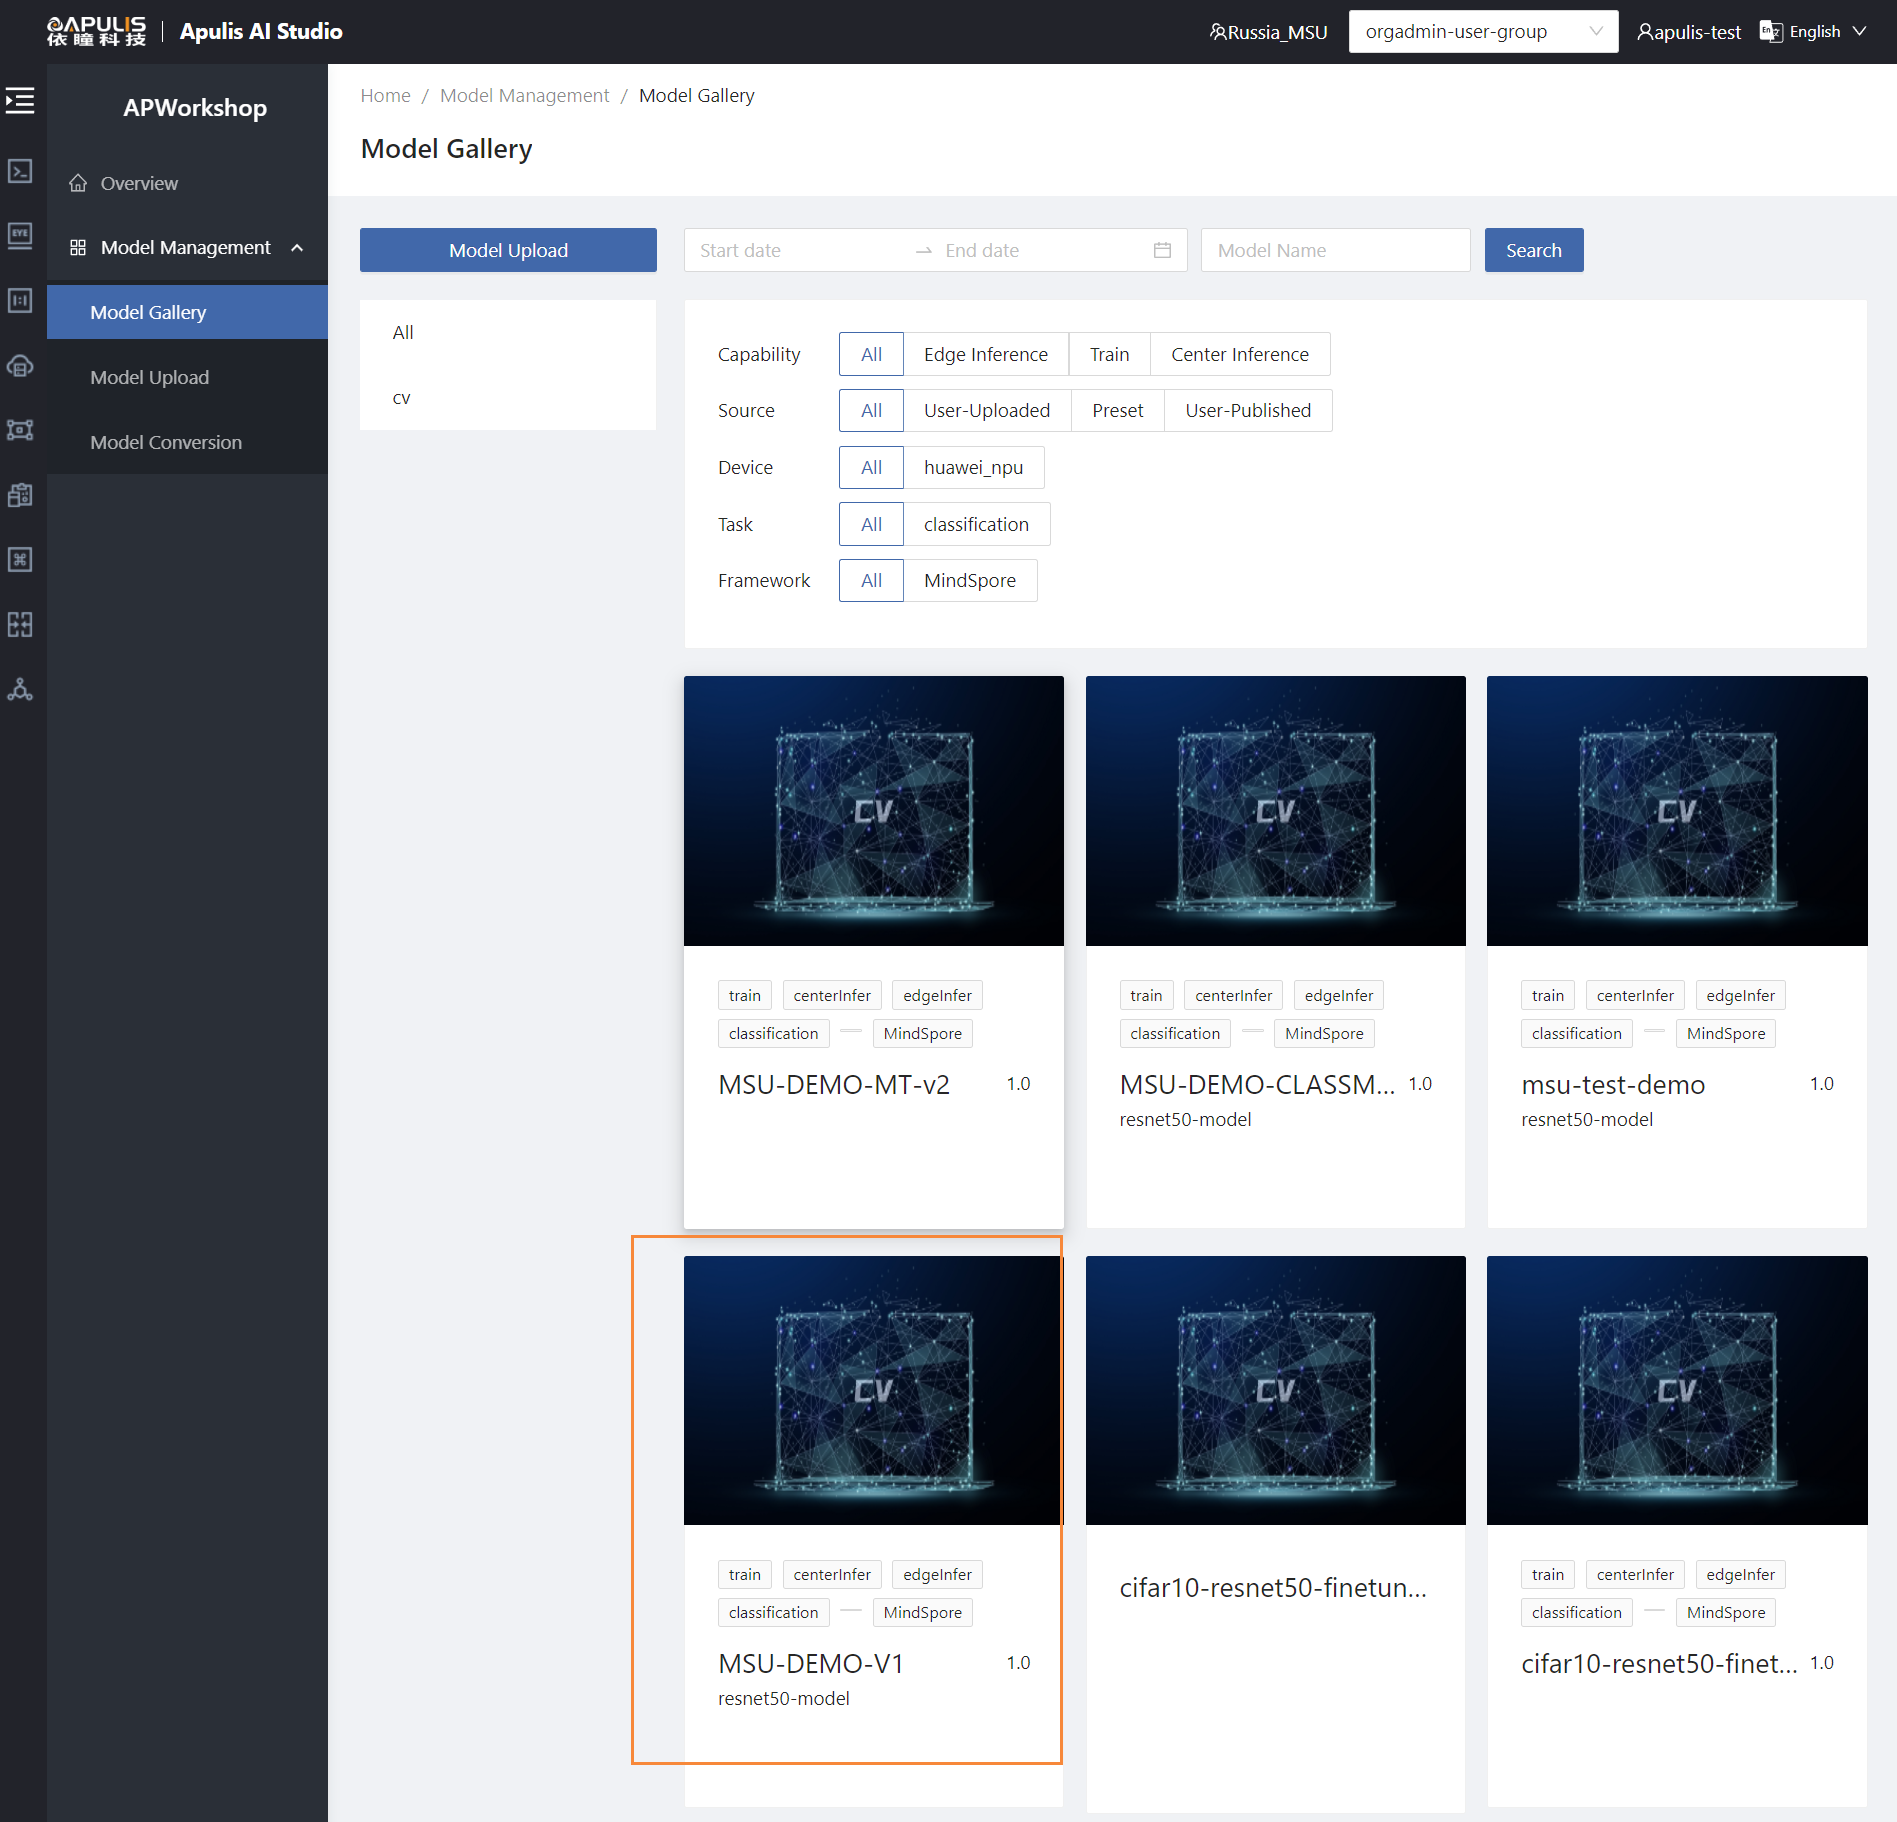 APULIS
依瞳科技
Apulis AI Studio
Russia_MSU
orgadmin-user-group
apulis-test
English
APWorkshop
Overview
Model Management
Model Gallery
Model Upload
Model Conversion
EYE
Home / Model Management / Model Gallery
Model Gallery
Model Upload
Start date → End date
Model Name
Search
All
cv
Capability All Edge Inference Train Center Inference
Source All User-Uploaded Preset User-Published
Device All huawei_npu
Task All classification
Framework All MindSpore
CV
train centerInfer edgeInfer
classification — MindSpore
MSU-DEMO-MT-v2 1.0
CV
train centerInfer edgeInfer
classification — MindSpore
MSU-DEMO-CLASSM... 1.0
resnet50-model
CV
train centerInfer edgeInfer
classification — MindSpore
msu-test-demo 1.0
resnet50-model
CV
train centerInfer edgeInfer
classification — MindSpore
MSU-DEMO-V1 1.0
resnet50-model
CV
cifar10-resnet50-finetun...
CV
train centerInfer edgeInfer
classification — MindSpore
cifar10-resnet50-finet... 1.0